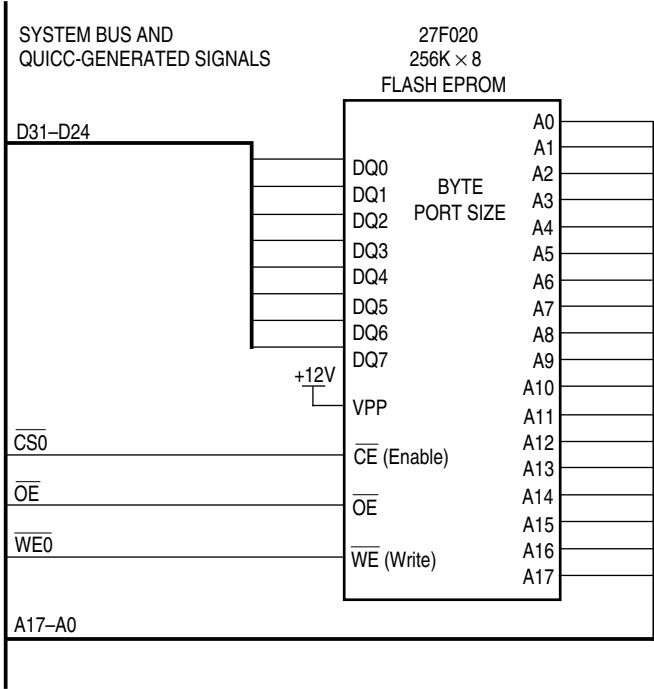 SYSTEM BUS AND
QUICC-GENERATED SIGNALS
27F020
256K × 8
FLASH EPROM
D31–D24
DQ0
DQ1
DQ2
DQ3
DQ4
DQ5
DQ6
DQ7
BYTE
PORT SIZE
+12V
VPP
CS0
CE (Enable)
OE
OE
WE0
WE (Write)
A0
A1
A2
A3
A4
A5
A6
A7
A8
A9
A10
A11
A12
A13
A14
A15
A16
A17
A17–A0